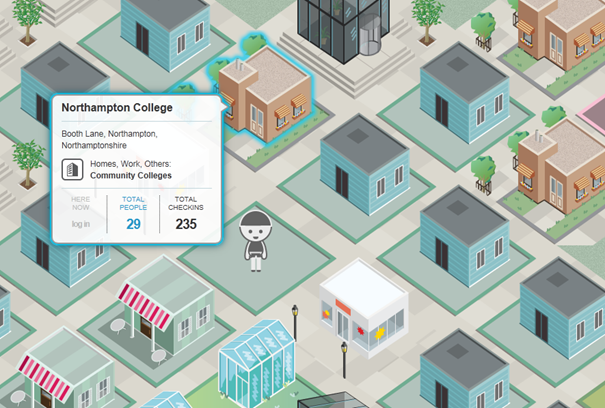 Northampton College
Booth Lane, Northampton,
Northamptonshire
Homes, Work, Others:
Community Colleges
HERE NOW
TOTAL PEOPLE
TOTAL CHECKINS
log in
29
235